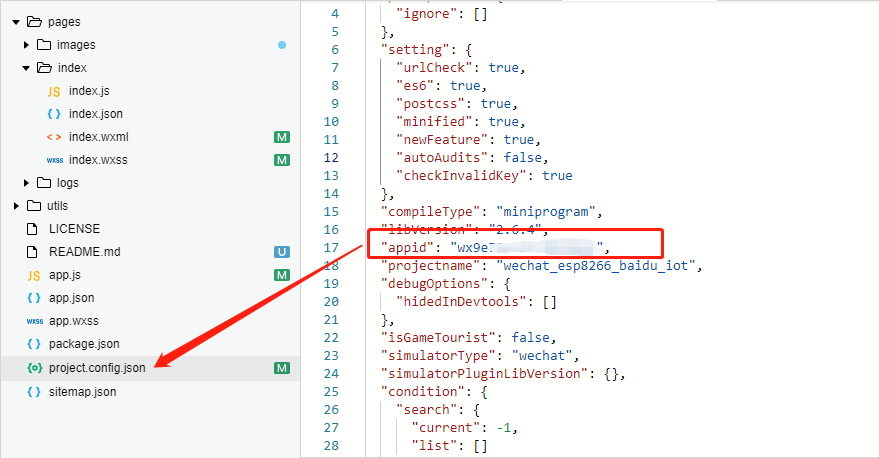 pages
images
index
JS index.js
{ } index.json
< > index.wxml M
wxss index.wxss M
logs
utils
LICENSE
README.md U
JS app.js M
{ } app.json
wxss app.wxss
{ } package.json
{o} project.config.json M
{ } sitemap.json
4 "ignore": []
5 },
6 "setting": {
7 "urlCheck": true,
8 "es6": true,
9 "postcss": true,
10 "minified": true,
11 "newFeature": true,
12 "autoAudits": false,
13 "checkInvalidKey": true
14 },
15 "compileType": "miniprogram",
16 "libVersion": "2.6.4",
17 "appid": "wx9e ",
18 "projectname": "wechat_esp8266_baidu_iot",
19 "debugOptions": {
20 "hidedInDevtools": []
21 },
22 "isGameTourist": false,
23 "simulatorType": "wechat",
24 "simulatorPluginLibVersion": {},
25 "condition": {
26 "search": {
27 "current": -1,
28 "list": []